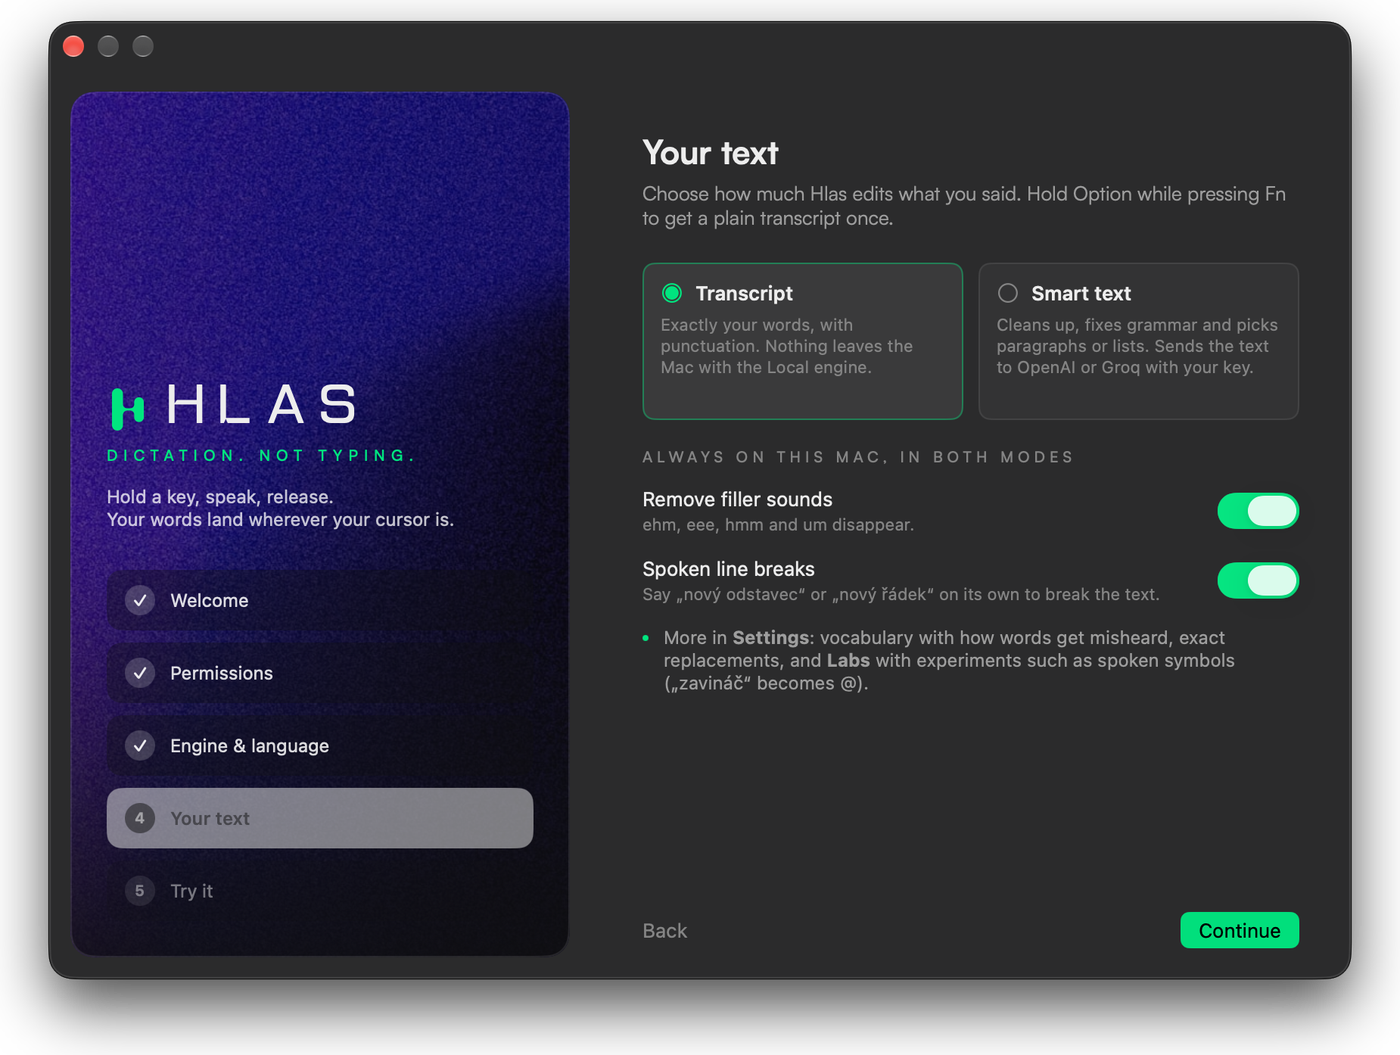 HLAS
DICTATION. NOT TYPING.
Hold a key, speak, release.
Your words land wherever your cursor is.
Welcome
Permissions
Engine & language
4 Your text
5 Try it
Your text
Choose how much Hlas edits what you said. Hold Option while pressing Fn
to get a plain transcript once.
Transcript
Exactly your words, with
punctuation. Nothing leaves the
Mac with the Local engine.
Smart text
Cleans up, fixes grammar and picks
paragraphs or lists. Sends the text
to OpenAI or Groq with your key.
ALWAYS ON THIS MAC, IN BOTH MODES
Remove filler sounds
ehm, eee, hmm and um disappear.
Spoken line breaks
Say „nový odstavec“ or „nový řádek“ on its own to break the text.
• More in Settings: vocabulary with how words get misheard, exact
replacements, and Labs with experiments such as spoken symbols
(„zavináč“ becomes @).
Back
Continue